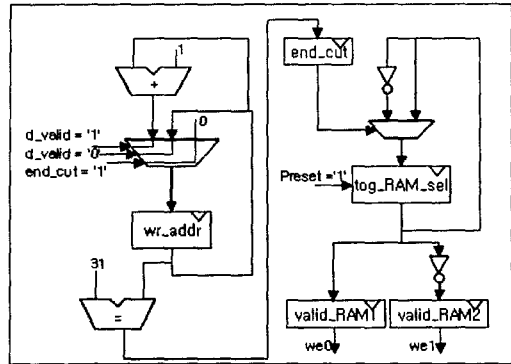 1
+
0
d_valid = '1'
d_valid = '0'
end_cut = '1'
wr_addr
31
=
end_cut
Preset ='1'
tog_RAM_sel
valid_RAM1
valid_RAM2
we0
we1